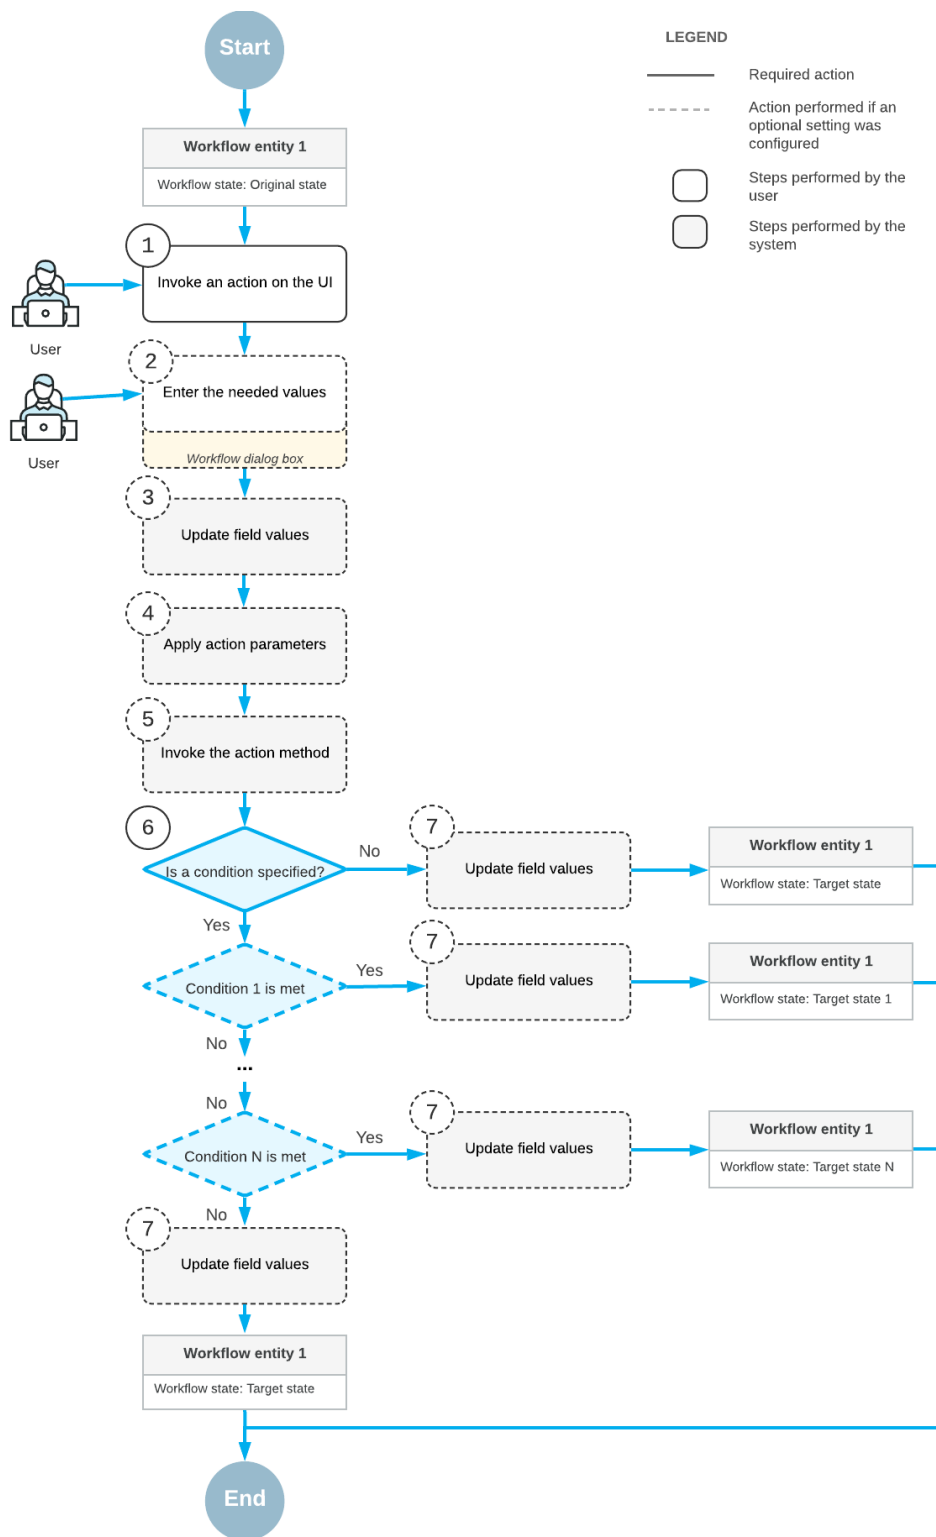 Start
LEGEND
Required action
Action performed if an
optional setting was
configured
Steps performed by the
user
Steps performed by the
system
Workflow entity 1
Workflow state: Original state
1
Invoke an action on the UI
User
2
Enter the needed values
Workflow dialog box
User
3
Update field values
4
Apply action parameters
5
Invoke the action method
6
Is a condition specified?
No
7
Update field values
Workflow entity 1
Workflow state: Target state
Yes
Condition 1 is met
Yes
7
Update field values
Workflow entity 1
Workflow state: Target state 1
No
...
No
Condition N is met
Yes
7
Update field values
Workflow entity 1
Workflow state: Target state N
No
7
Update field values
Workflow entity 1
Workflow state: Target state
End